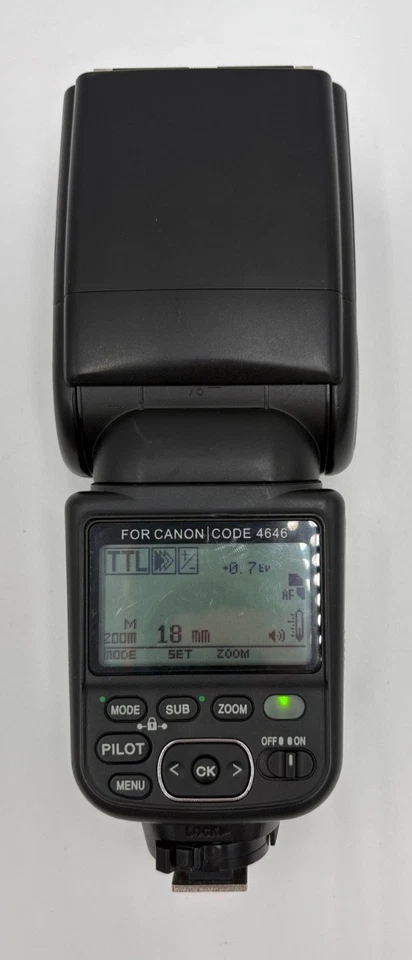 75
FOR CANON|CODE 4646
TTL +/- +0.7EV
AF
M
ZOOM 18 mm
MODE SET ZOOM
MODE SUB ZOOM
OFF ON
PILOT
< OK >
MENU
LOCK